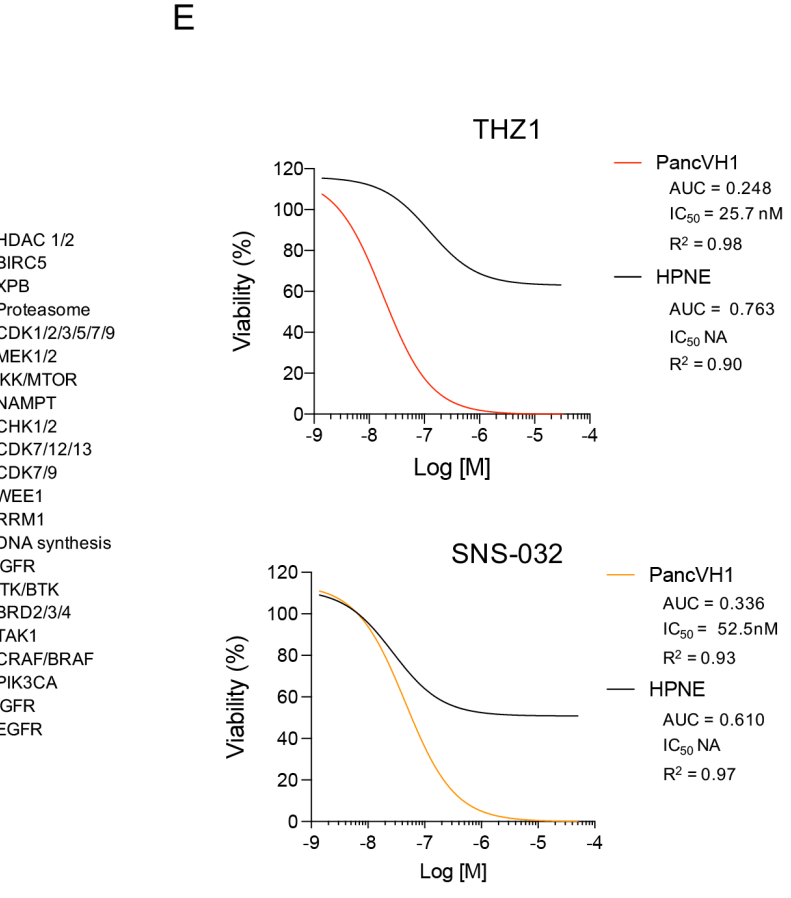 E
HDAC 1/2
BIRC5
XPB
Proteasome
CDK1/2/3/5/7/9
MEK1/2
IKK/MTOR
NAMPT
CHK1/2
CDK7/12/13
CDK7/9
WEE1
RRM1
DNA synthesis
IGFR
ITK/BTK
BRD2/3/4
TAK1
CRAF/BRAF
PIK3CA
EGFR
THZ1
120
100
80
60
40
20
0
Viability (%)
-9 -8 -7 -6 -5 -4
Log [M]
PancVH1
AUC = 0.248
IC50 = 25.7 nM
R2 = 0.98
HPNE
AUC = 0.763
IC50 NA
R2 = 0.90
SNS-032
120
100
80
60
40
20
0
Viability (%)
-9 -8 -7 -6 -5 -4
Log [M]
PancVH1
AUC = 0.336
IC50 = 52.5nM
R2 = 0.93
HPNE
AUC = 0.610
IC50 NA
R2 = 0.97